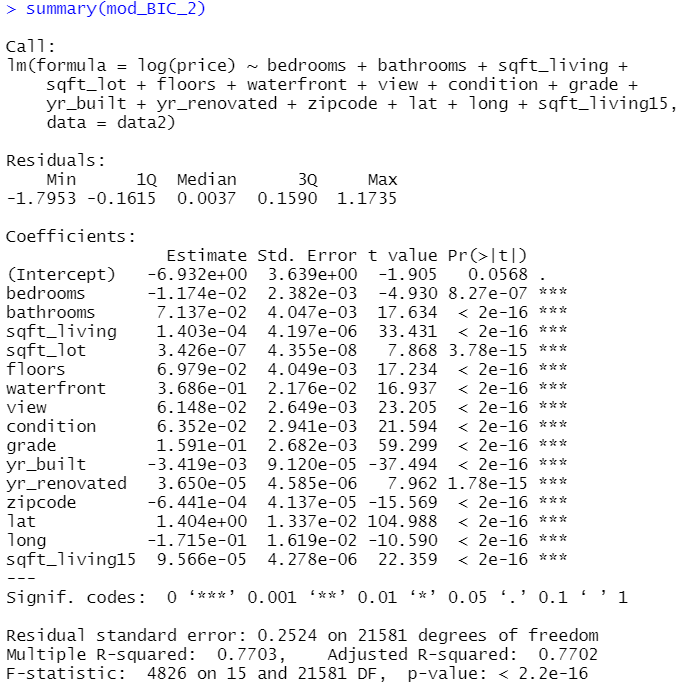 > summary(mod_BIC_2)
Call:
lm(formula = log(price) ~ bedrooms + bathrooms + sqft_living +
    sqft_lot + floors + waterfront + view + condition + grade +
    yr_built + yr_renovated + zipcode + lat + long + sqft_living15,
    data = data2)
Residuals:
    Min      1Q  Median      3Q     Max
-1.7953 -0.1615  0.0037  0.1590  1.1735
Coefficients:
                Estimate Std. Error t value Pr(>|t|)
(Intercept)   -6.932e+00  3.639e+00  -1.905   0.0568 .
bedrooms      -1.174e-02  2.382e-03  -4.930 8.27e-07 ***
bathrooms      7.137e-02  4.047e-03  17.634  < 2e-16 ***
sqft_living    1.403e-04  4.197e-06  33.431  < 2e-16 ***
sqft_lot       3.426e-07  4.355e-08   7.868 3.78e-15 ***
floors         6.979e-02  4.049e-03  17.234  < 2e-16 ***
waterfront     3.686e-01  2.176e-02  16.937  < 2e-16 ***
view           6.148e-02  2.649e-03  23.205  < 2e-16 ***
condition      6.352e-02  2.941e-03  21.594  < 2e-16 ***
grade          1.591e-01  2.682e-03  59.299  < 2e-16 ***
yr_built      -3.419e-03  9.120e-05 -37.494  < 2e-16 ***
yr_renovated   3.650e-05  4.585e-06   7.962 1.78e-15 ***
zipcode       -6.441e-04  4.137e-05 -15.569  < 2e-16 ***
lat            1.404e+00  1.337e-02 104.988  < 2e-16 ***
long          -1.715e-01  1.619e-02 -10.590  < 2e-16 ***
sqft_living15  9.566e-05  4.278e-06  22.359  < 2e-16 ***
---
Signif. codes:  0 ‘***’ 0.001 ‘**’ 0.01 ‘*’ 0.05 ‘.’ 0.1 ‘ ’ 1
Residual standard error: 0.2524 on 21581 degrees of freedom
Multiple R-squared:  0.7703,    Adjusted R-squared:  0.7702
F-statistic:  4826 on 15 and 21581 DF,  p-value: < 2.2e-16